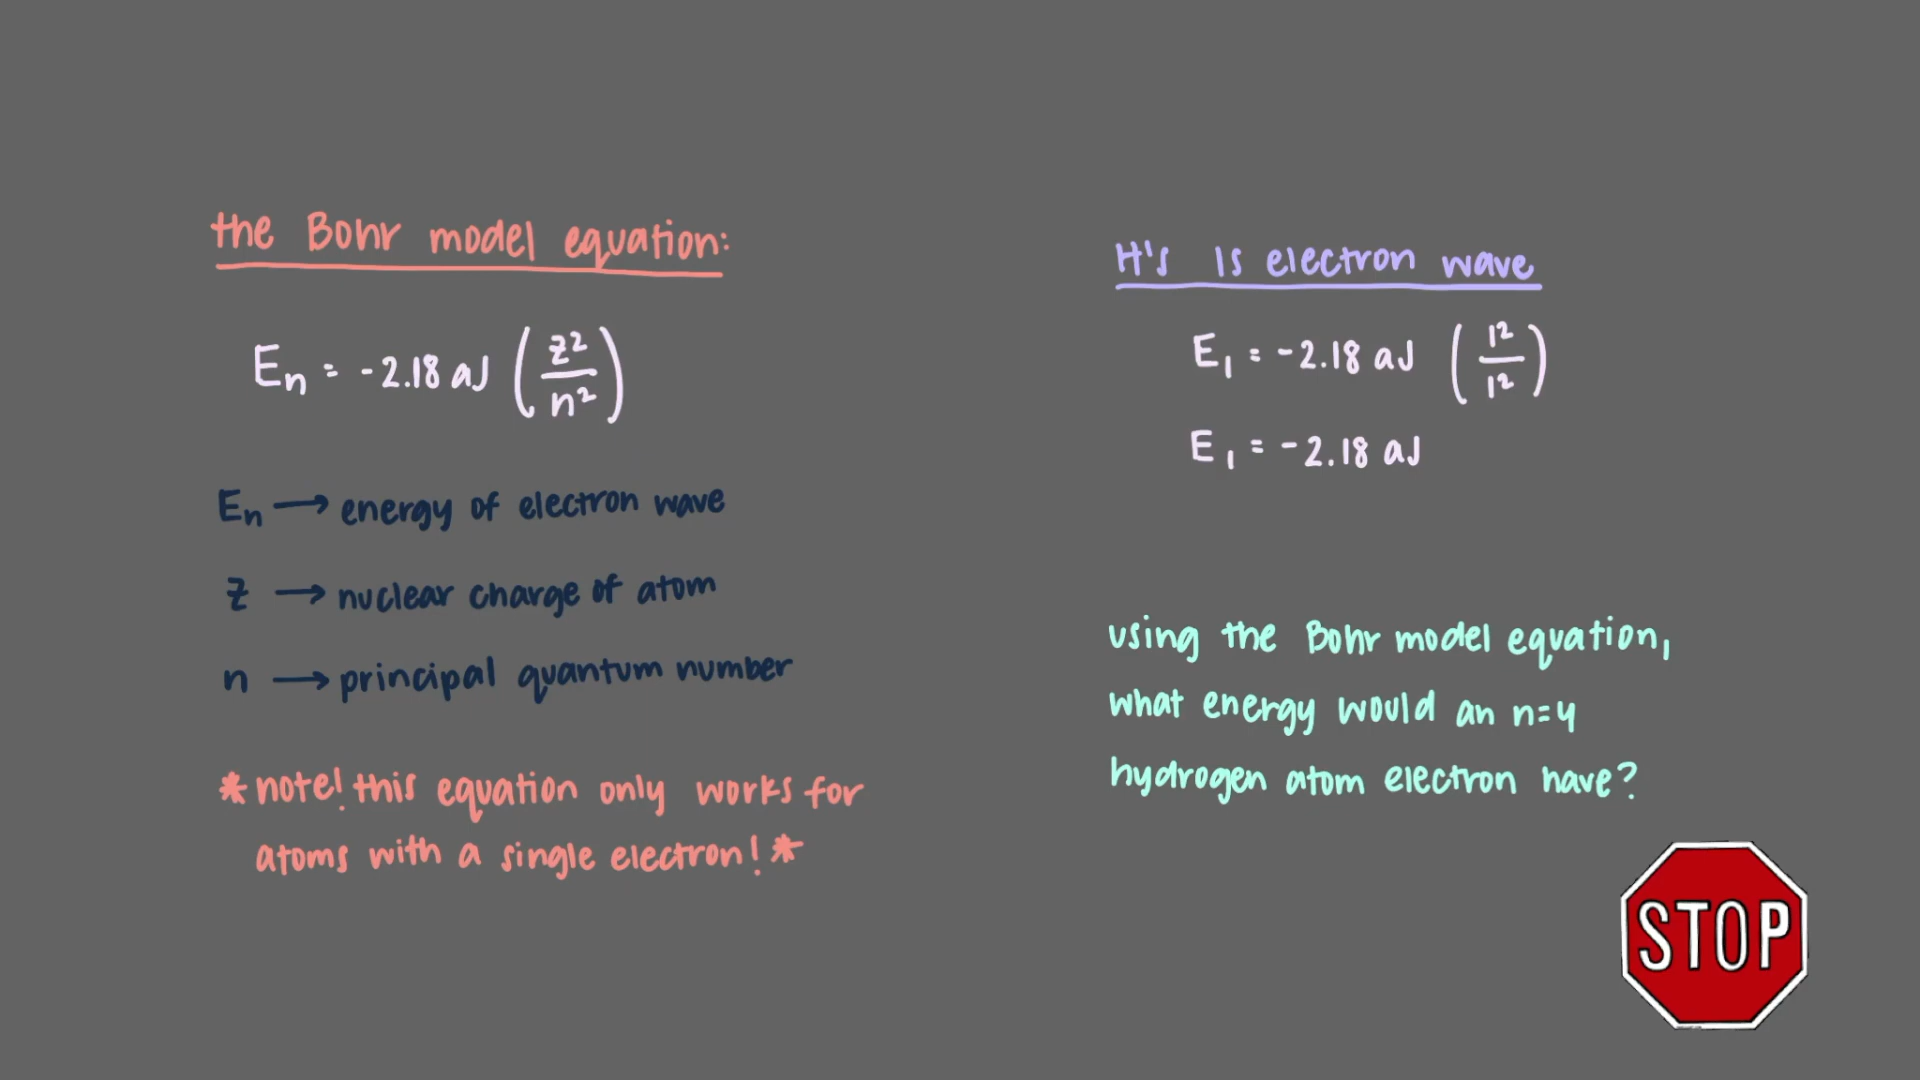 the Bohr model equation:
En = -2.18 aJ (z²/n²)
En → energy of electron wave
z → nuclear charge of atom
n → principal quantum number
*note! this equation only works for
atoms with a single electron!*
H's 1s electron wave
E₁ = -2.18 aJ (1²/1²)
E₁ = -2.18 aJ
using the Bohr model equation,
what energy would an n=4
hydrogen atom electron have?
STOP